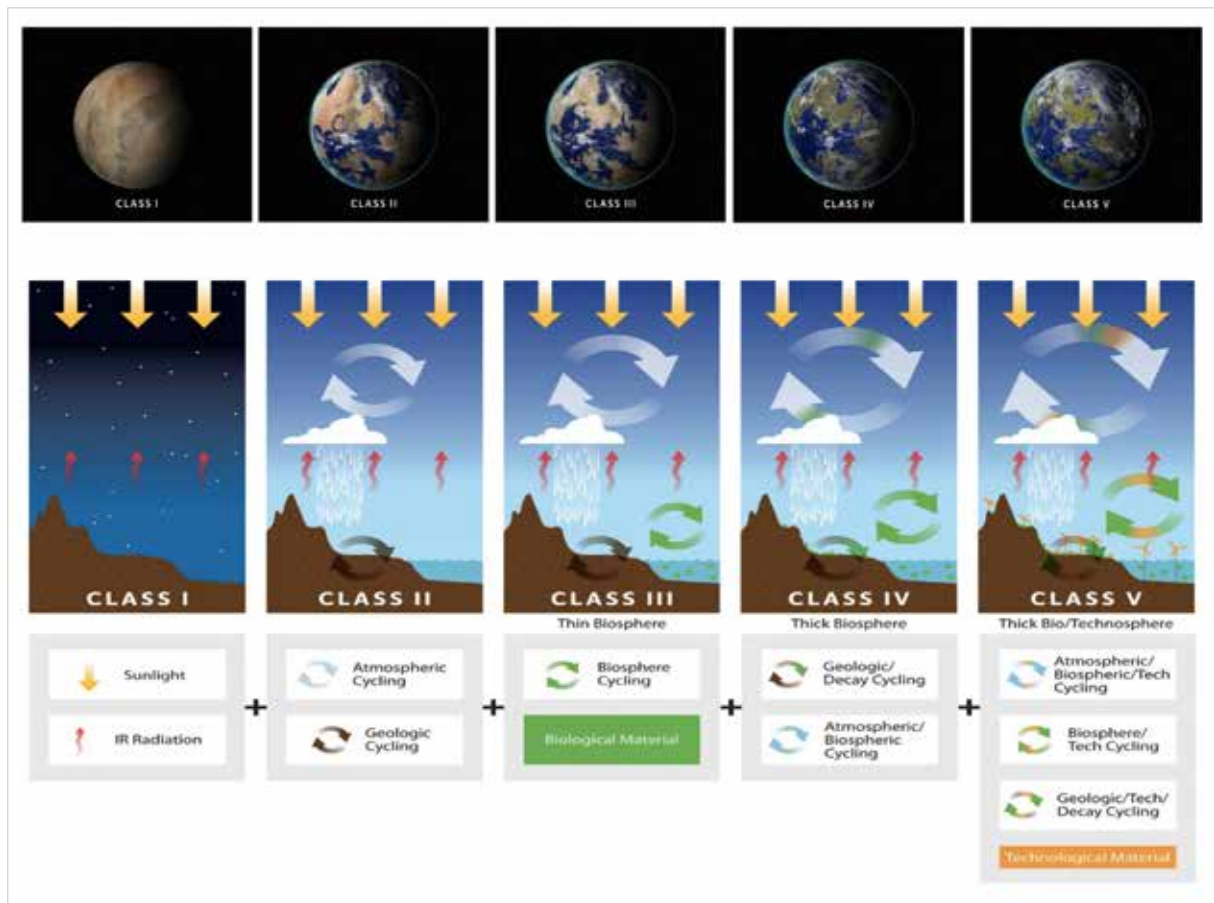 CLASS I
CLASS II
CLASS III
CLASS IV
CLASS V
CLASS I
CLASS II
CLASS III
CLASS IV
CLASS V
Thin Biosphere
Thick Biosphere
Thick Bio/Technosphere
Sunlight
IR Radiation
+
Atmospheric
Cycling
Geologic
Cycling
+
Biosphere
Cycling
Biological Material
+
Geologic/
Decay Cycling
Atmospheric/
Biospheric
Cycling
+
Atmospheric/
Biospheric/Tech
Cycling
Biosphere/
Tech Cycling
Geologic/Tech/
Decay Cycling
Technological Material